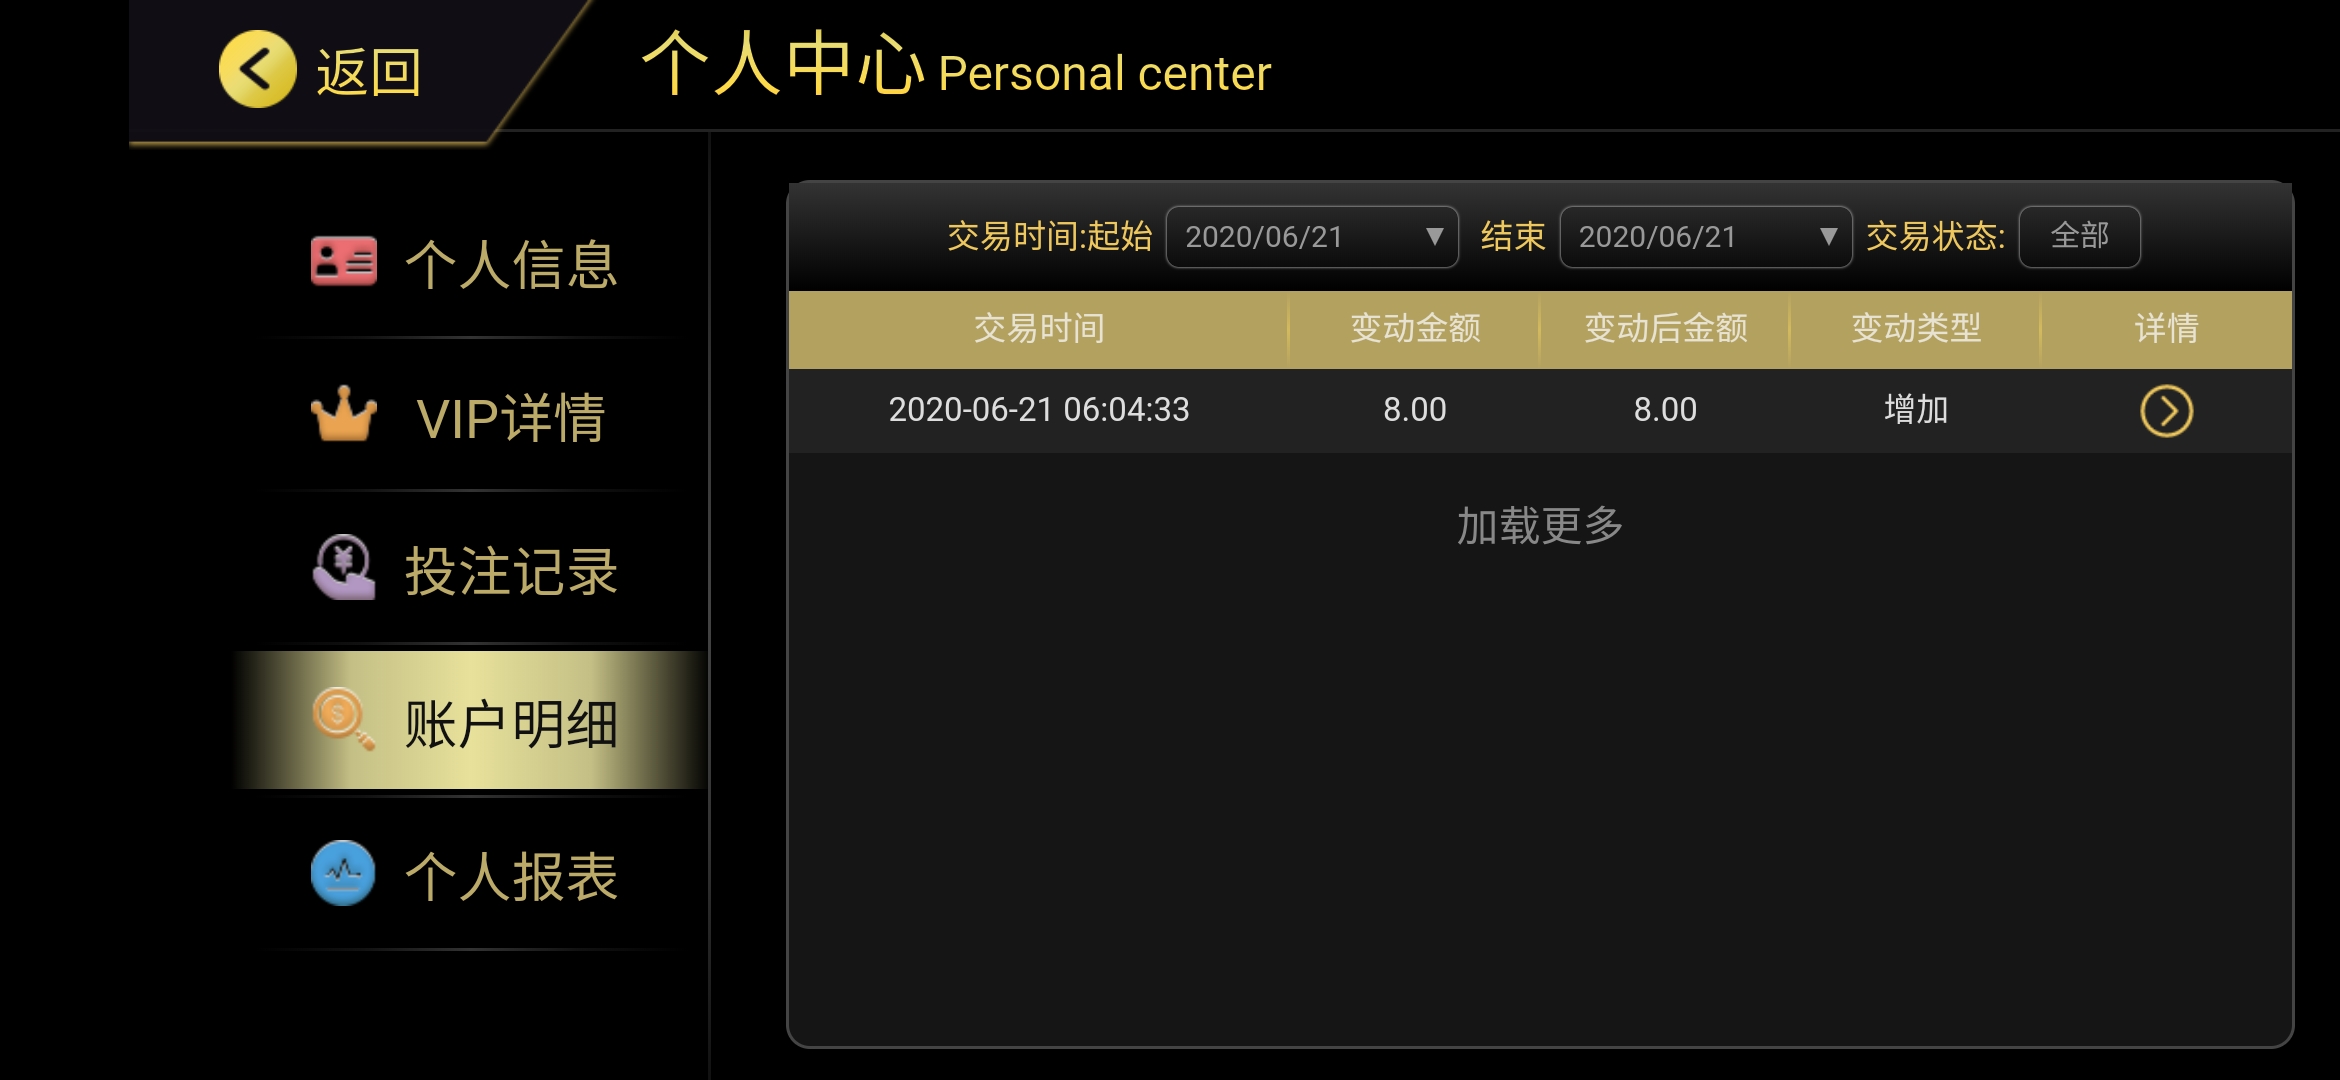 返回
个人中心 Personal center
个人信息
VIP详情
投注记录
账户明细
个人报表
交易时间:起始 2020/06/21 ▼ 结束 2020/06/21 ▼ 交易状态: 全部
交易时间 变动金额 变动后金额 变动类型 详情
2020-06-21 06:04:33 8.00 8.00 增加
加载更多